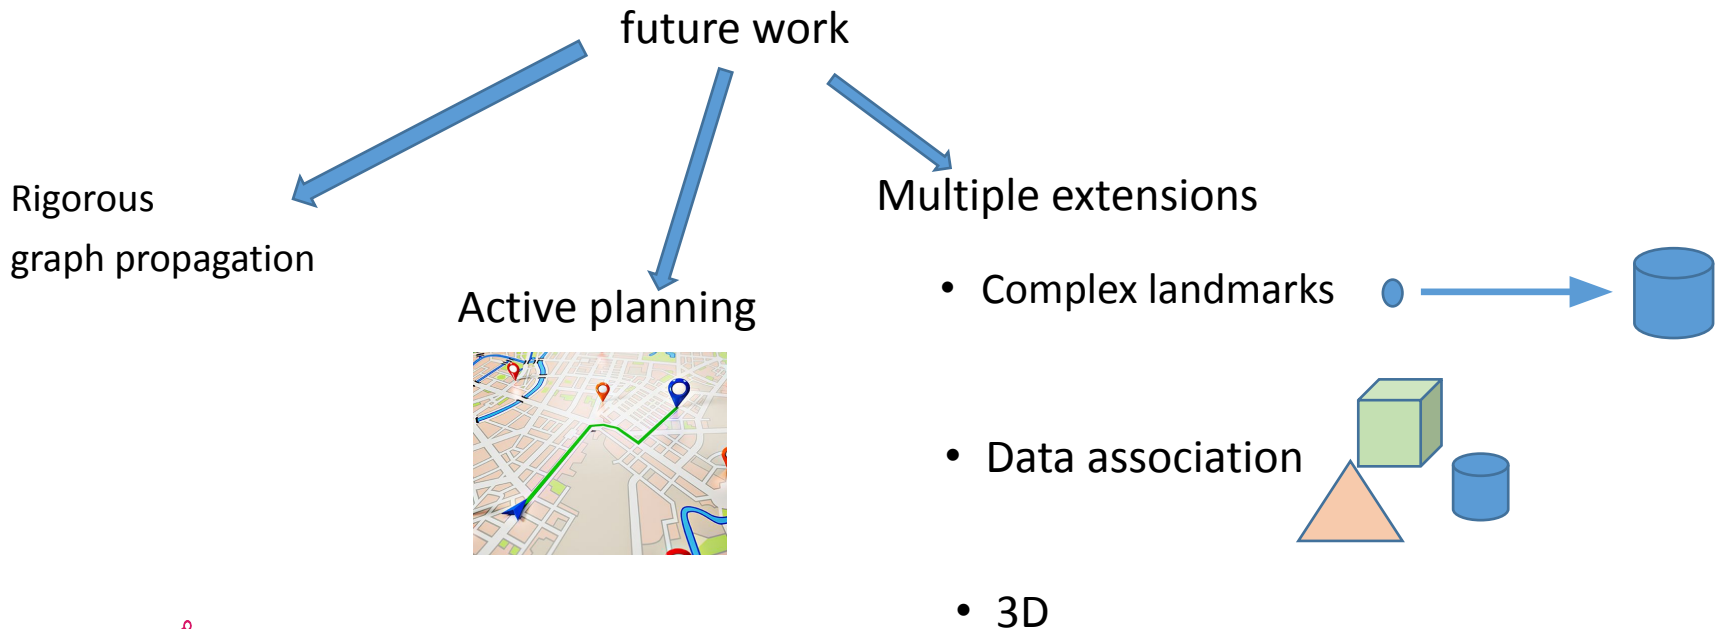 future work
Rigorous
graph propagation
Active planning
Multiple extensions
• Complex landmarks
• Data association
• 3D